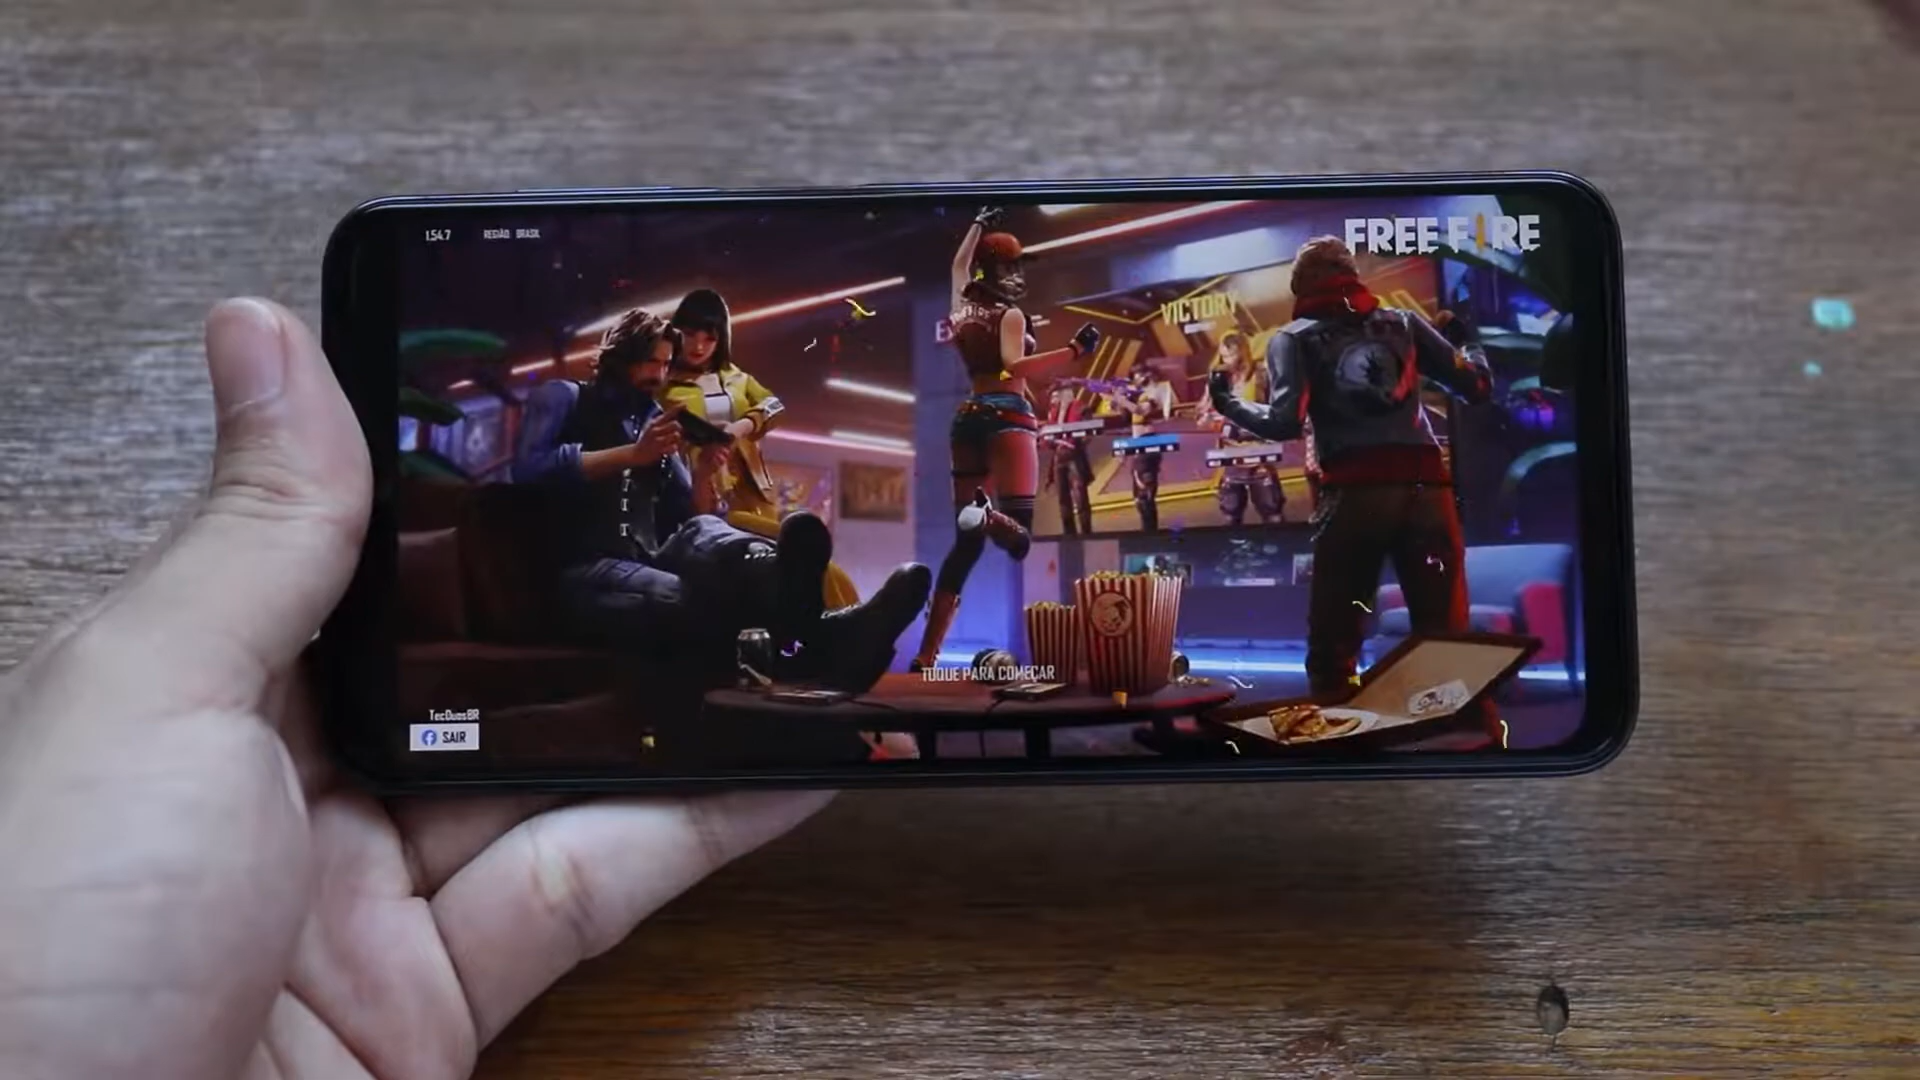 1.54.7 REGIÃO: BRASIL
FREE FIRE
VICTORY
TOQUE PARA COMEÇAR
TecDuosBR
SAIR